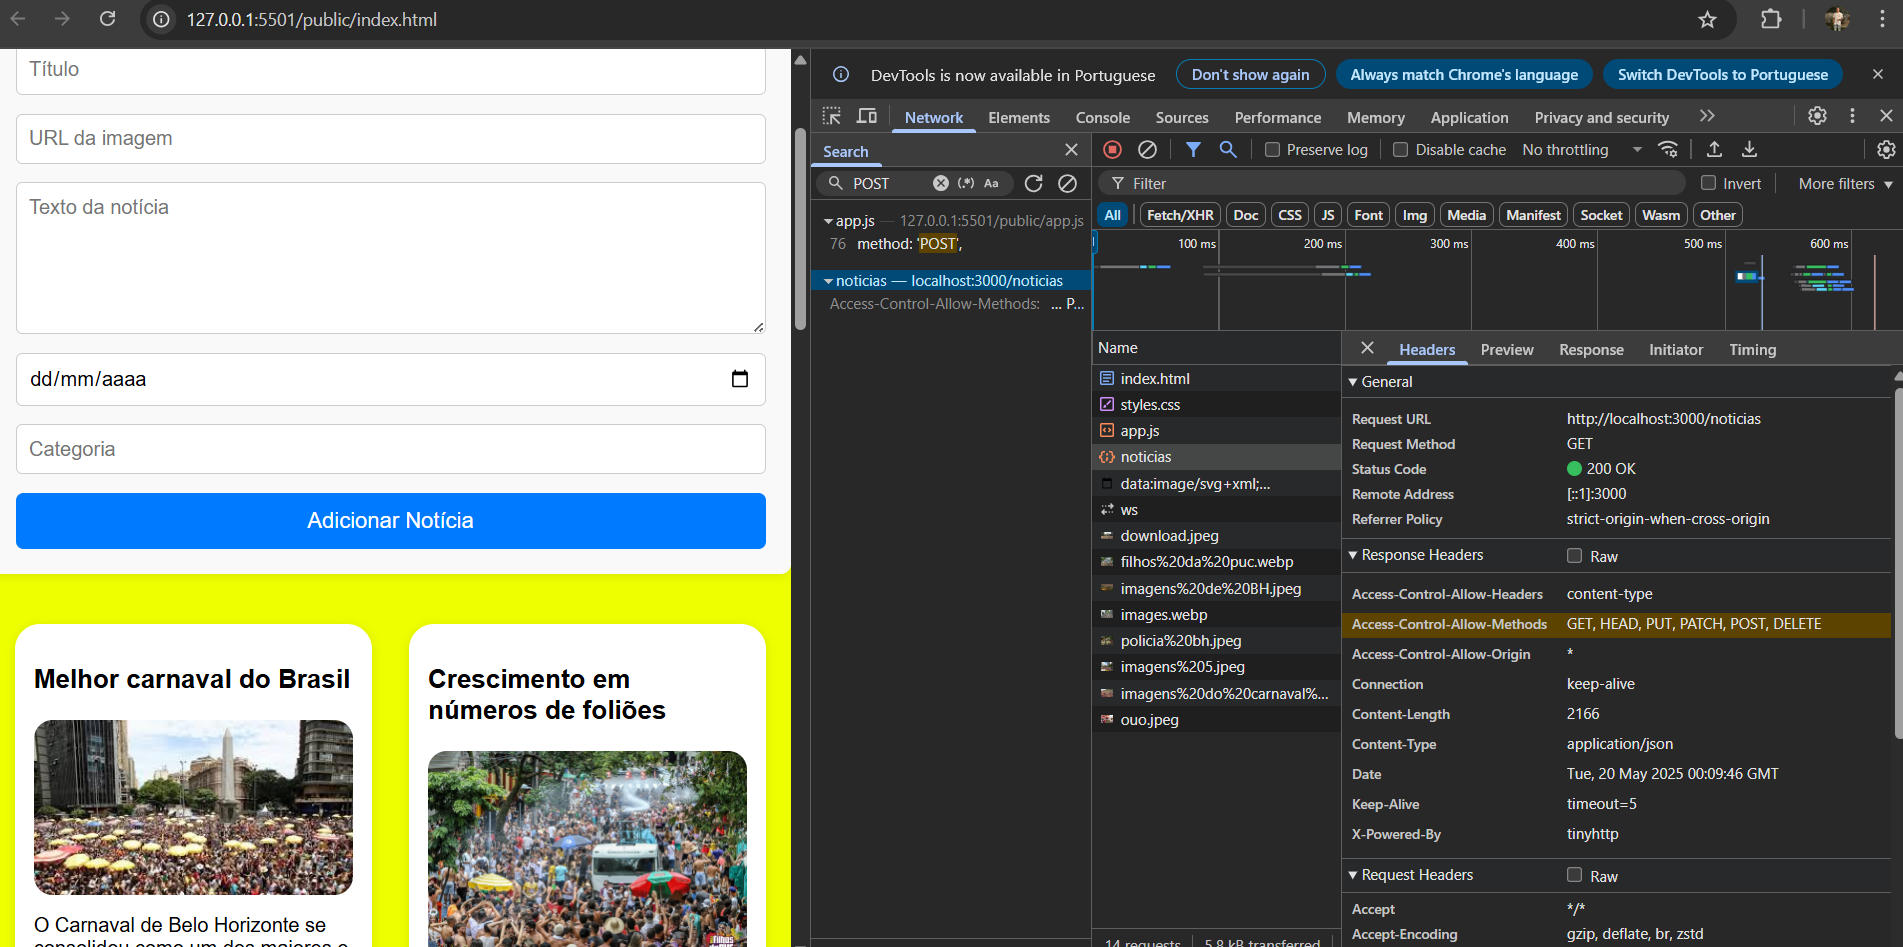 127.0.0.1:5501/public/index.html
Título
URL da imagem
Texto da notícia
dd/mm/aaaa
Categoria
Adicionar Notícia
Melhor carnaval do Brasil
O Carnaval de Belo Horizonte se
consolidou como um dos maiores e
Crescimento em
números de foliões
DevTools is now available in Portuguese
Don't show again
Always match Chrome's language
Switch DevTools to Portuguese
Network
Elements
Console
Sources
Performance
Memory
Application
Privacy and security
Search
POST
(.*)
Aa
app.js — 127.0.0.1:5501/public/app.js
76 method: 'POST',
noticias — localhost:3000/noticias
Access-Control-Allow-Methods: ... P...
Preserve log
Disable cache
No throttling
Filter
Invert
More filters
All
Fetch/XHR
Doc
CSS
JS
Font
Img
Media
Manifest
Socket
Wasm
Other
100 ms
200 ms
300 ms
400 ms
500 ms
600 ms
Name
index.html
styles.css
app.js
noticias
data:image/svg+xml;...
ws
download.jpeg
filhos%20da%20puc.webp
imagens%20de%20BH.jpeg
images.webp
policia%20bh.jpeg
imagens%205.jpeg
imagens%20do%20carnaval%...
ouo.jpeg
14 requests
5.8 kB transferred
Headers
Preview
Response
Initiator
Timing
General
Request URL http://localhost:3000/noticias
Request Method GET
Status Code 200 OK
Remote Address [::1]:3000
Referrer Policy strict-origin-when-cross-origin
Response Headers Raw
Access-Control-Allow-Headers content-type
Access-Control-Allow-Methods GET, HEAD, PUT, PATCH, POST, DELETE
Access-Control-Allow-Origin *
Connection keep-alive
Content-Length 2166
Content-Type application/json
Date Tue, 20 May 2025 00:09:46 GMT
Keep-Alive timeout=5
X-Powered-By tinyhttp
Request Headers Raw
Accept */*
Accept-Encoding gzip, deflate, br, zstd